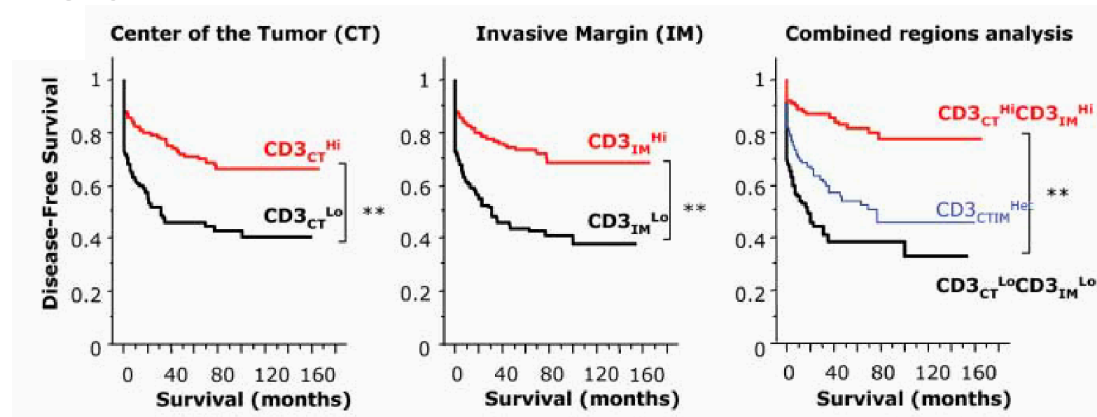 Center of the Tumor (CT)
Invasive Margin (IM)
Combined regions analysis
Disease-Free Survival
1
0.8
0.6
0.4
0.2
0
CD3CTHi
CD3CTLo
**
0 40 80 120 160
Survival (months)
1
0.8
0.6
0.4
0.2
0
CD3IMHi
CD3IMLo
**
0 40 80 120 160
Survival (months)
1
0.8
0.6
0.4
0.2
0
CD3CTHiCD3IMHi
CD3CTIMHet
CD3CTLoCD3IMLo
**
0 40 80 120 160
Survival (months)